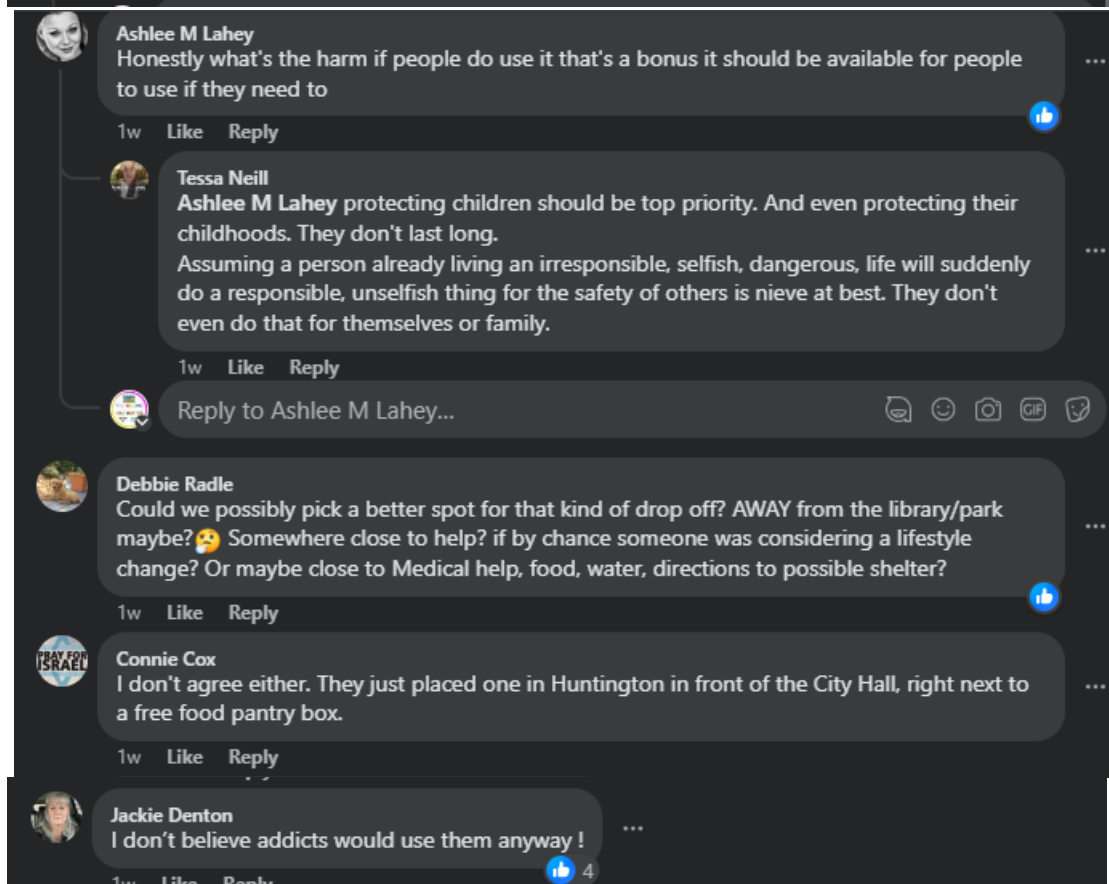 Ashlee M Lahey
Honestly what's the harm if people do use it that's a bonus it should be available for people
to use if they need to
1w Like Reply
Tessa Neill
Ashlee M Lahey protecting children should be top priority. And even protecting their
childhoods. They don't last long.
Assuming a person already living an irresponsible, selfish, dangerous, life will suddenly
do a responsible, unselfish thing for the safety of others is nieve at best. They don't
even do that for themselves or family.
1w Like Reply
Reply to Ashlee M Lahey...
GIF
Debbie Radle
Could we possibly pick a better spot for that kind of drop off? AWAY from the library/park
maybe?🤔 Somewhere close to help? if by chance someone was considering a lifestyle
change? Or maybe close to Medical help, food, water, directions to possible shelter?
1w Like Reply
PRAY FOR
ISRAEL
Connie Cox
I don't agree either. They just placed one in Huntington in front of the City Hall, right next to
a free food pantry box.
1w Like Reply
Jackie Denton
I don't believe addicts would use them anyway !
4
1w Like Reply